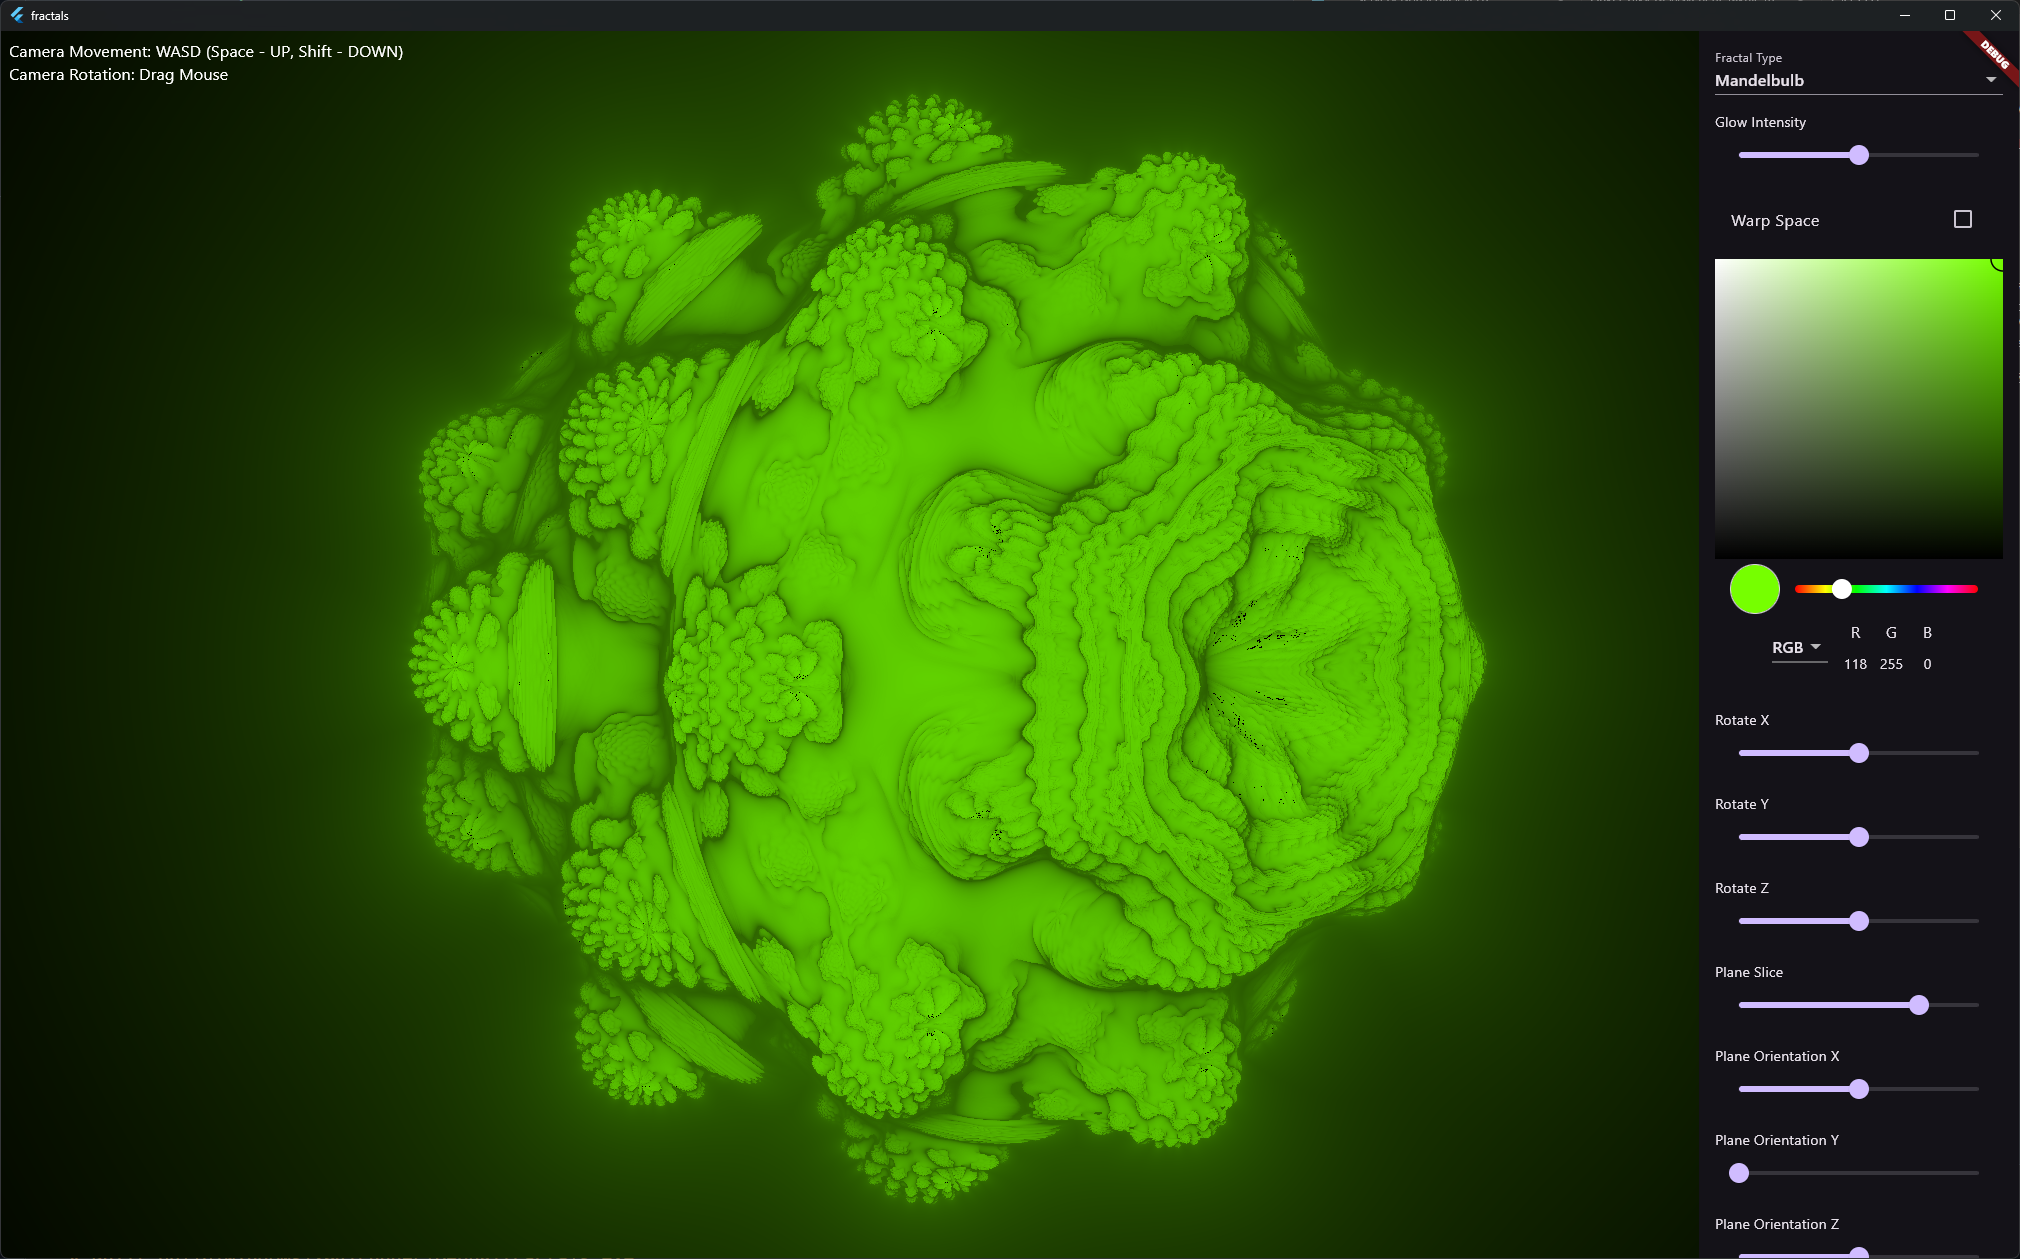 fractals
Camera Movement: WASD (Space - UP, Shift - DOWN)
Camera Rotation: Drag Mouse
DEBUG
Fractal Type
Mandelbulb
Glow Intensity
Warp Space
RGB
R G B
118 255 0
Rotate X
Rotate Y
Rotate Z
Plane Slice
Plane Orientation X
Plane Orientation Y
Plane Orientation Z